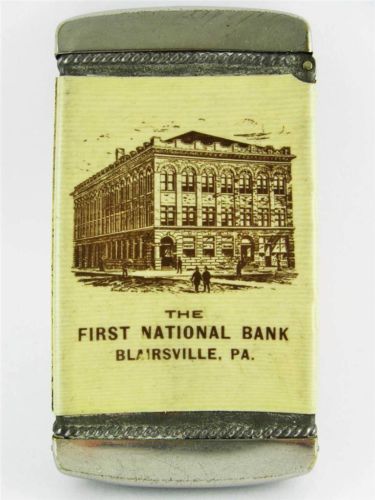 THE
FIRST NATIONAL BANK
BLAIRSVILLE, PA.